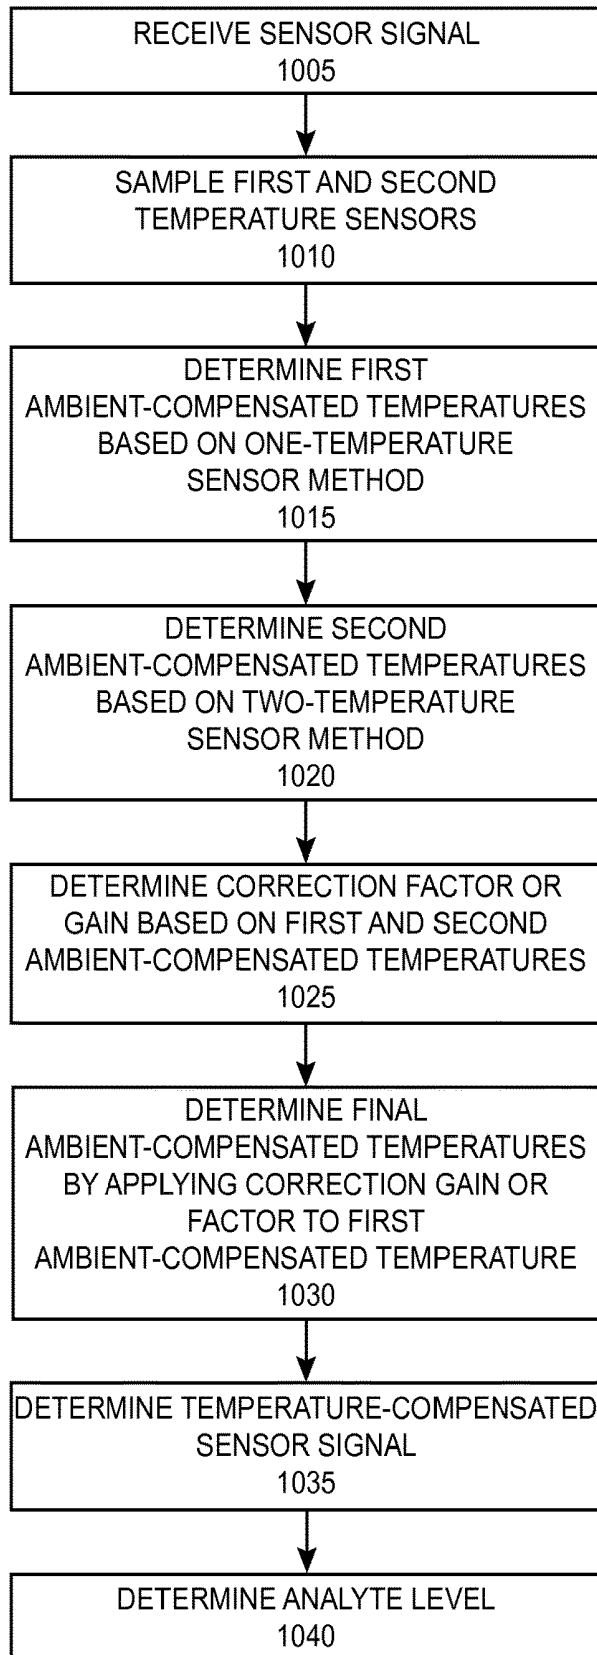 RECEIVE SENSOR SIGNAL
1005
SAMPLE FIRST AND SECOND
TEMPERATURE SENSORS
1010
DETERMINE FIRST
AMBIENT-COMPENSATED TEMPERATURES
BASED ON ONE-TEMPERATURE
SENSOR METHOD
1015
DETERMINE SECOND
AMBIENT-COMPENSATED TEMPERATURES
BASED ON TWO-TEMPERATURE
SENSOR METHOD
1020
DETERMINE CORRECTION FACTOR OR
GAIN BASED ON FIRST AND SECOND
AMBIENT-COMPENSATED TEMPERATURES
1025
DETERMINE FINAL
AMBIENT-COMPENSATED TEMPERATURES
BY APPLYING CORRECTION GAIN OR
FACTOR TO FIRST
AMBIENT-COMPENSATED TEMPERATURE
1030
DETERMINE TEMPERATURE-COMPENSATED
SENSOR SIGNAL
1035
DETERMINE ANALYTE LEVEL
1040